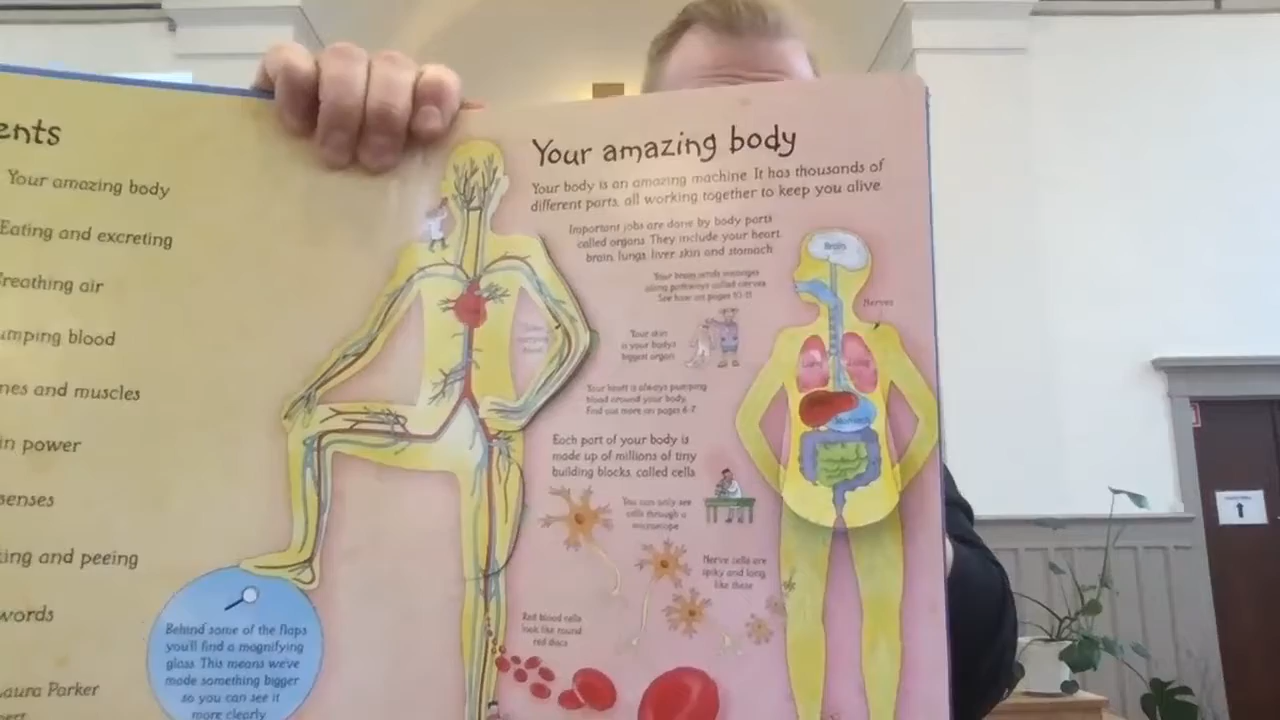 ents
Your amazing body
Eating and excreting
reathing air
umping blood
nes and muscles
in power
senses
ting and peeing
words
aura Parker
Behind some of the flaps
you'll find a magnifying
glass. This means we've
made something bigger
so you can see it
more clearly
Your amazing body
Your body is an amazing machine. It has thousands of
different parts, all working together to keep you alive.
Important jobs are done by body parts
called organs. They include your heart
brain, lungs, liver, skin and stomach
Your brain sends messages
along pathways called nerves
See how on pages 10-11
Your skin
is your body's
biggest organ
Your heart is always pumping
blood around your body.
Find out more on pages 6-7
Each part of your body is
made up of millions of tiny
building blocks, called cells
You can only see
cells through a
microscope
Nerve cells are
spiky and long
like these
Red blood cells
look like round
red discs
Brain
Nerves
Stomach